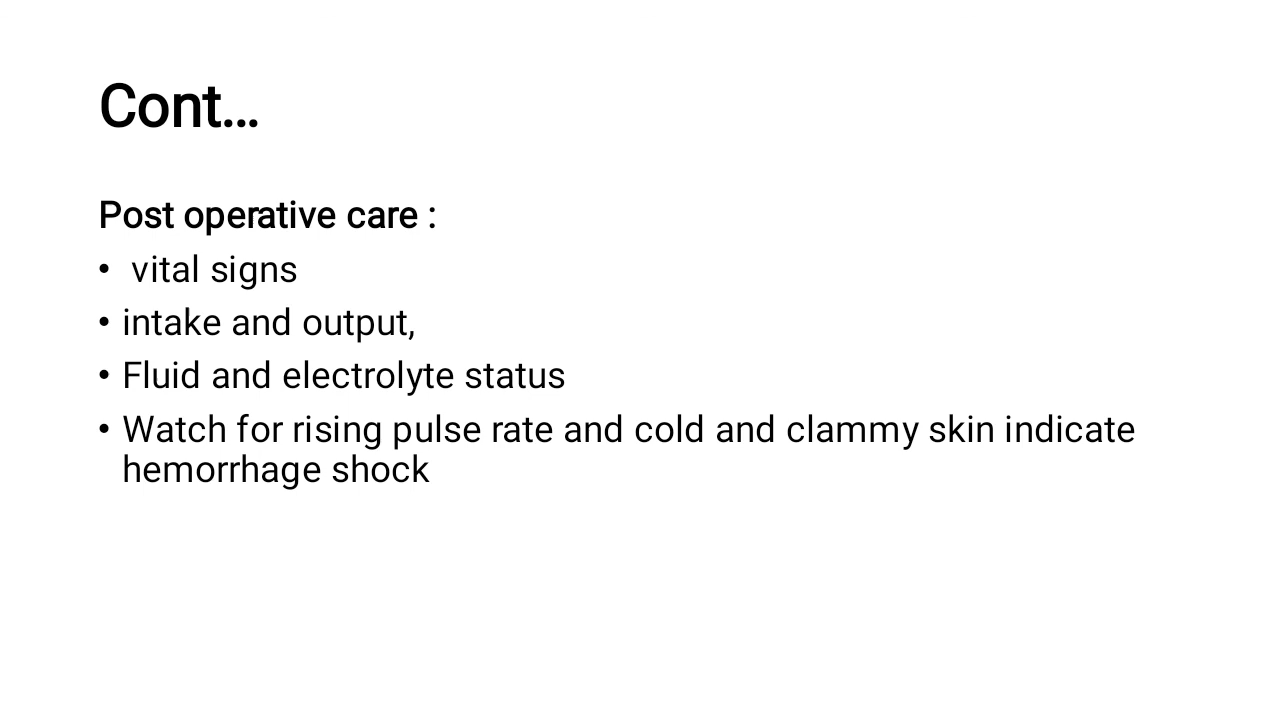 Cont...
Post operative care :
• vital signs
• intake and output,
• Fluid and electrolyte status
• Watch for rising pulse rate and cold and clammy skin indicate
hemorrhage shock